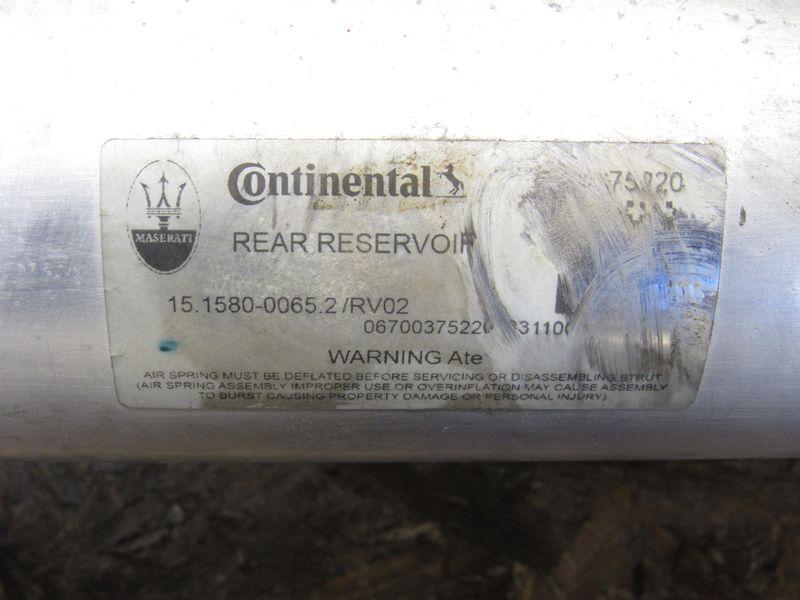 MASERATI
Continental
REAR RESERVOIR
15.1580-0065.2 /RV02
WARNING Ate
AIR SPRING MUST BE DEFLATED BEFORE SERVICING OR DISASSEMBLING STRUT
(AIR SPRING ASSEMBLY IMPROPER USE OR OVERINFLATION MAY CAUSE ASSEMBLY
TO BURST CAUSING PROPERTY DAMAGE OR PERSONAL INJURY)